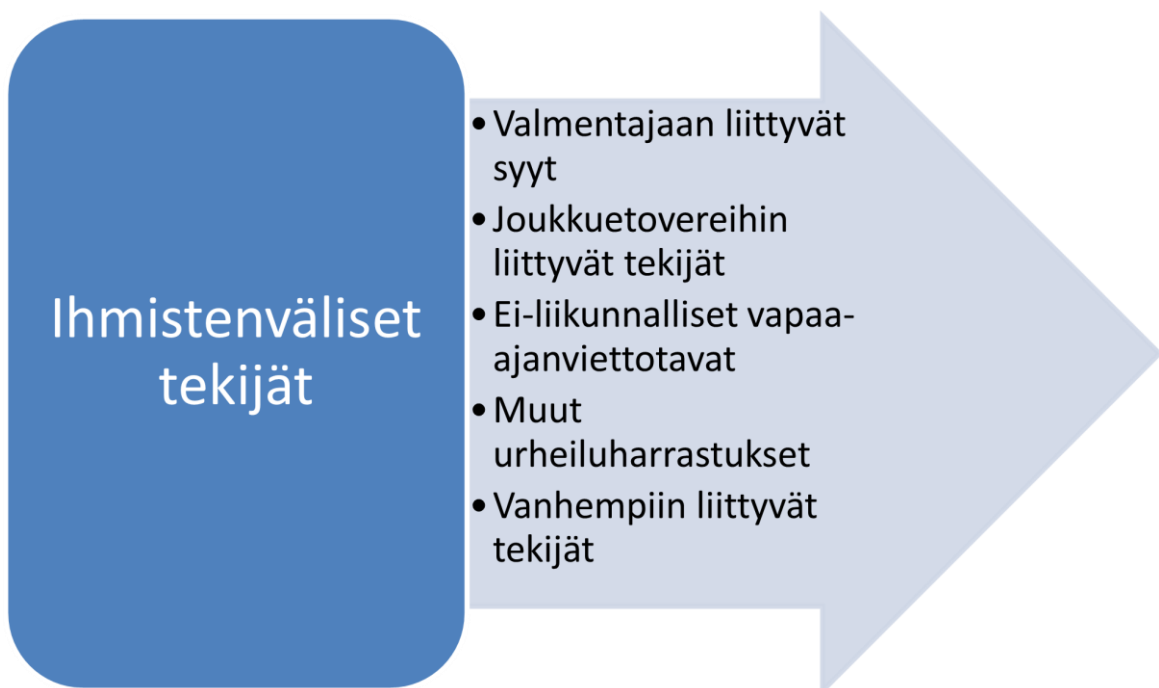 Ihmistenväliset
tekijät
• Valmentajaan liittyvät
syyt
• Joukkuetovereihin
liittyvät tekijät
• Ei-liikunnalliset vapaa-
ajanviettotavat
• Muut
urheiluharrastukset
• Vanhempiin liittyvät
tekijät